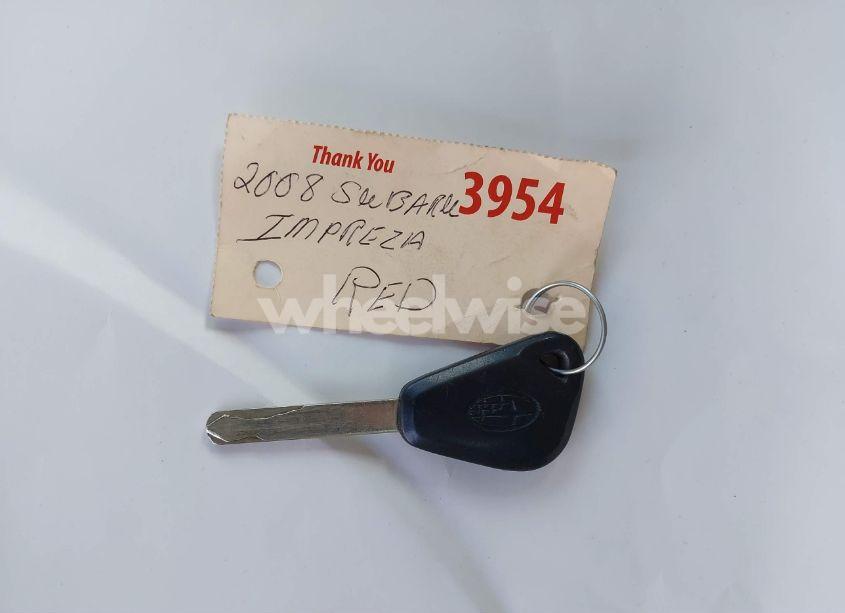 Thank You
2008 SUBARU 3954
IMPREZA
RED
wheelwise